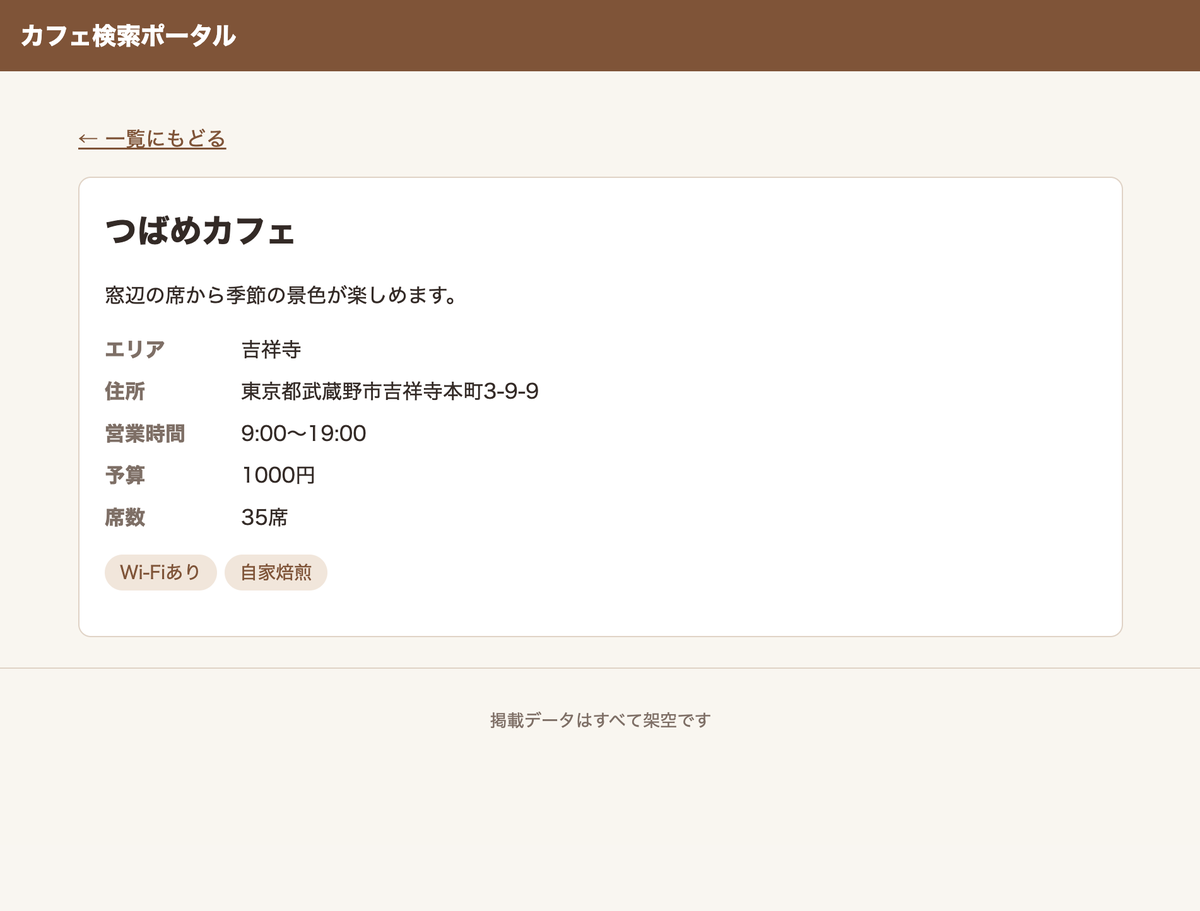 カフェ検索ポータル
← 一覧にもどる
つばめカフェ
窓辺の席から季節の景色が楽しめます。
エリア 吉祥寺
住所 東京都武蔵野市吉祥寺本町3-9-9
営業時間 9:00〜19:00
予算 1000円
席数 35席
Wi-Fiあり 自家焙煎
掲載データはすべて架空です